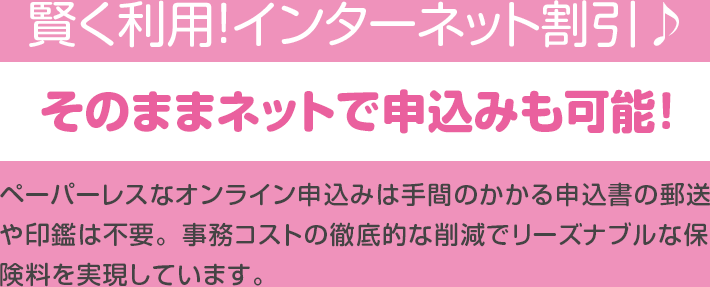 賢く利用!インターネット割引♪
そのままネットで申込みも可能!
ペーパーレスなオンライン申込みは手間のかかる申込書の郵送
や印鑑は不要。事務コストの徹底的な削減でリーズナブルな保
険料を実現しています。